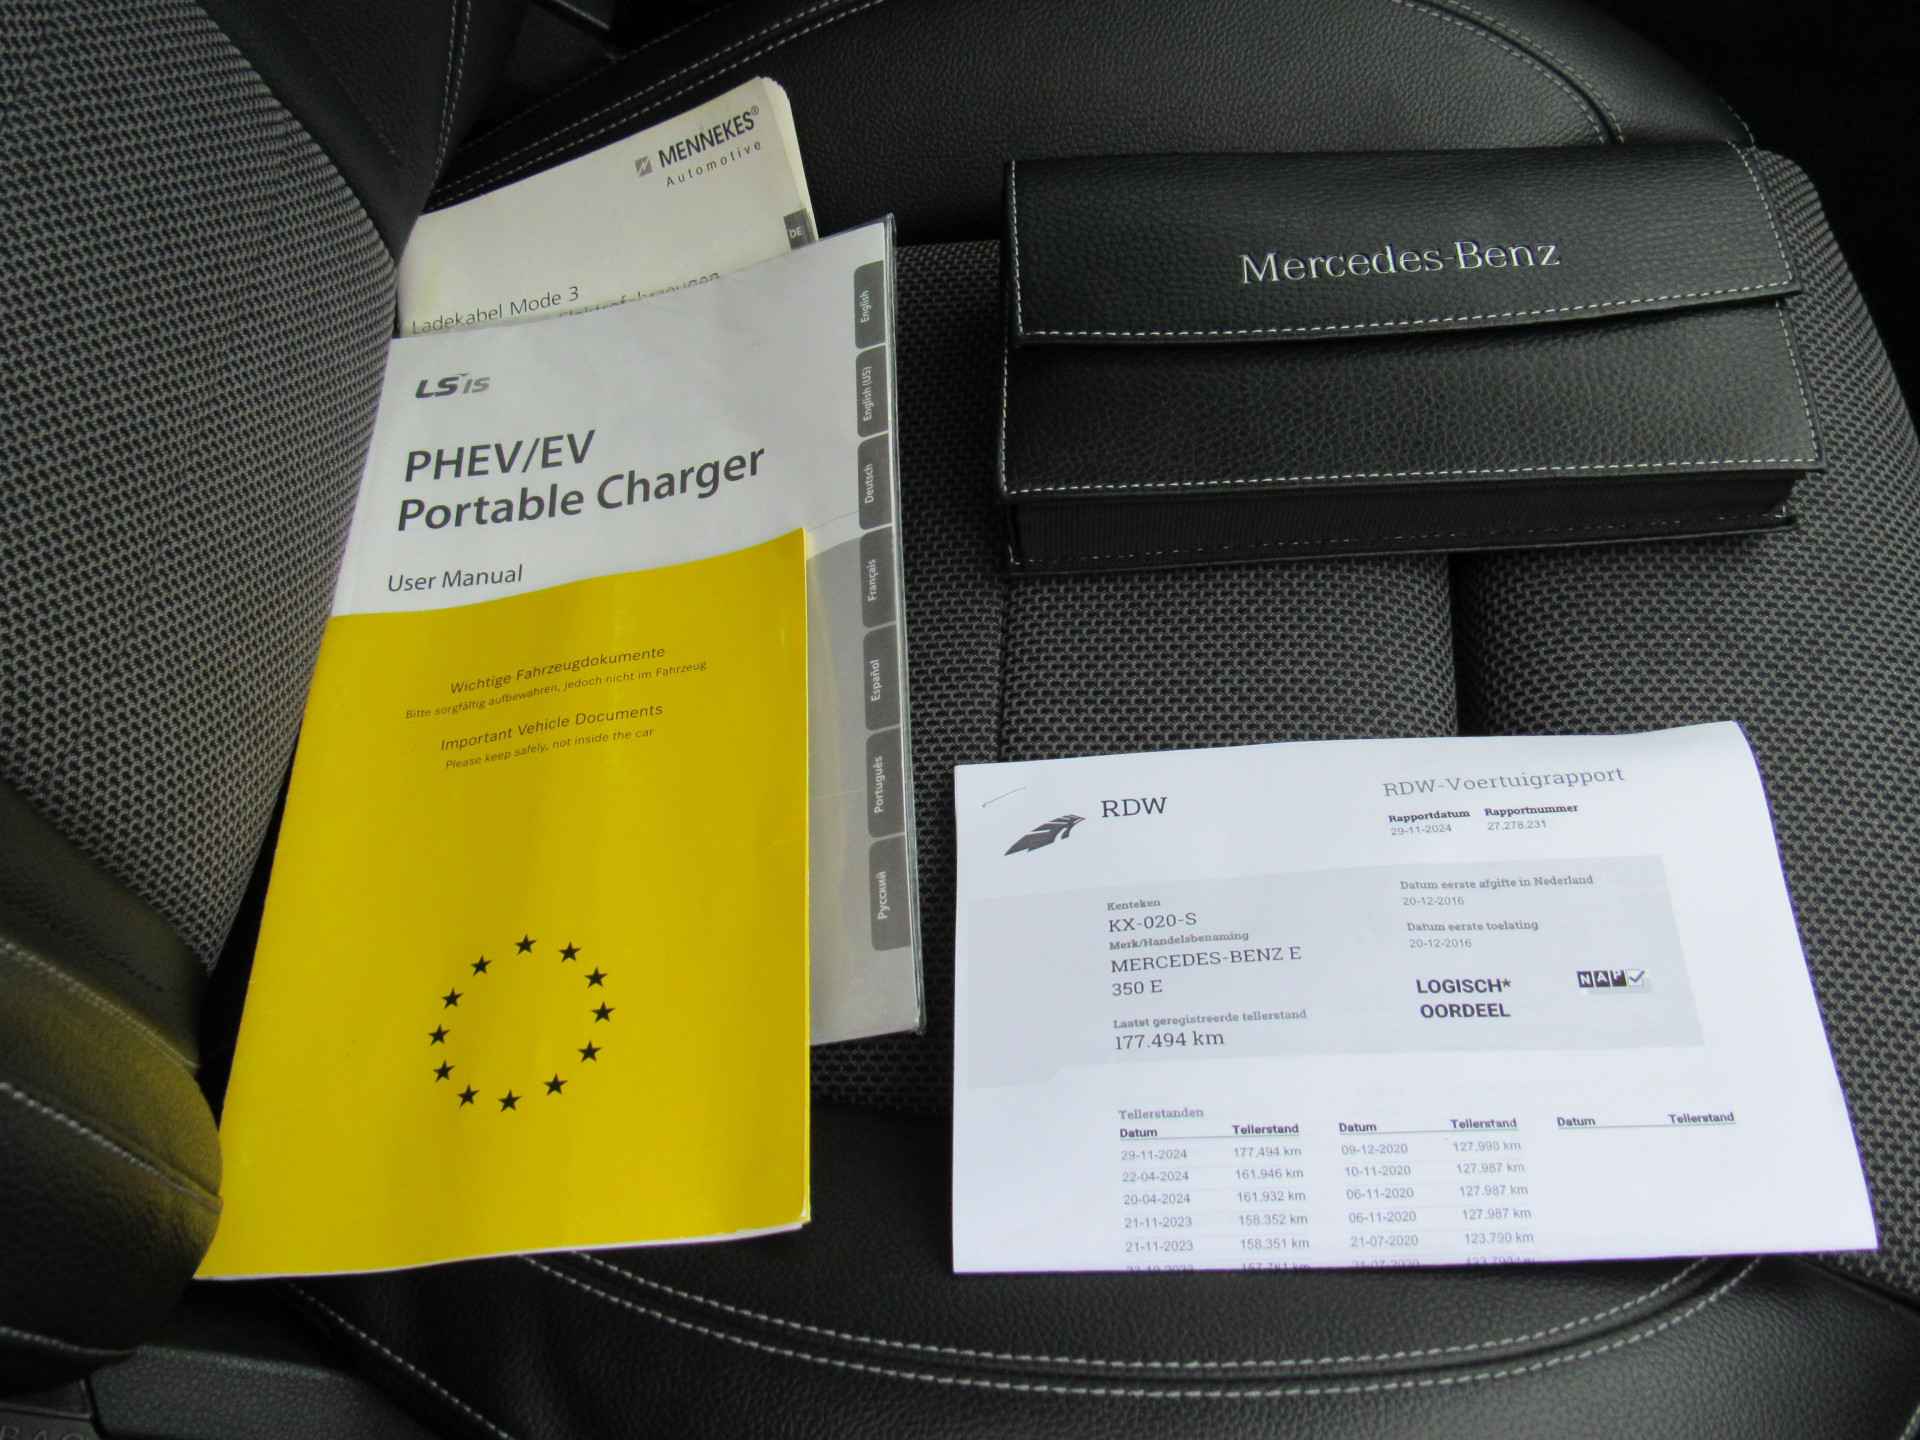 MENNEKES®
Automotive
DE
Ladekabel Mode 3
LSis
PHEV/EV
Portable Charger
User Manual
English
English (US)
Deutsch
Français
Español
Português
Русский
Wichtige Fahrzeugdokumente
Bitte sorgfältig aufbewahren, jedoch nicht im Fahrzeug
Important Vehicle Documents
Please keep safely, not inside the car
Mercedes-Benz
RDW
RDW-Voertuigrapport
Rapportdatum Rapportnummer
29-11-2024 27.278.231
Kenteken
KX-020-S
Merk/Handelsbenaming
MERCEDES-BENZ E
350 E
Laatst geregistreerde tellerstand
177.494 km
Datum eerste afgifte in Nederland
20-12-2016
Datum eerste toelating
20-12-2016
LOGISCH*
OORDEEL
NAP
Tellerstanden
Datum Tellerstand Datum Tellerstand Datum Tellerstand
29-11-2024 177.494 km 09-12-2020 127.998 km
22-04-2024 161.946 km 10-11-2020 127.987 km
20-04-2024 161.932 km 06-11-2020 127.987 km
21-11-2023 158.352 km 06-11-2020 127.987 km
21-11-2023 158.351 km 21-07-2020 123.790 km